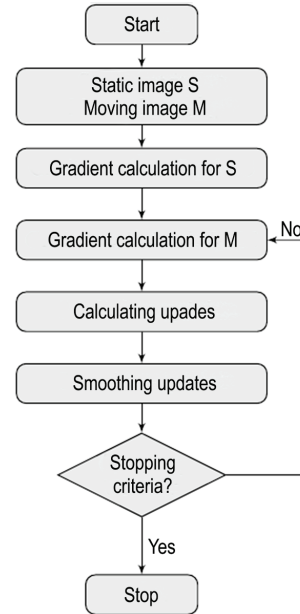 Start
Static image S
Moving image M
Gradient calculation for S
Gradient calculation for M
No
Calculating upades
Smoothing updates
Stopping
criteria?
Yes
Stop